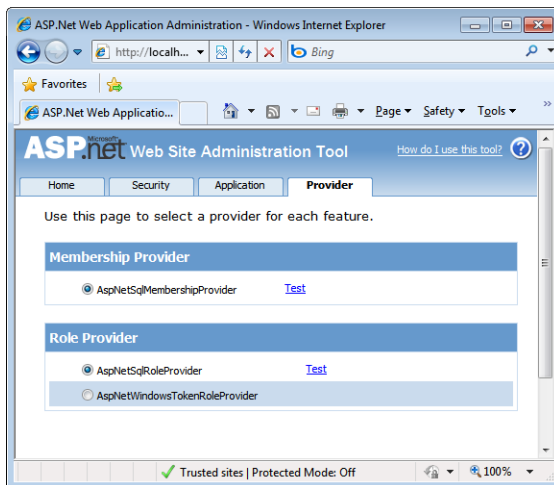 ASP.Net Web Application Administration - Windows Internet Explorer
http://localh...
Bing
Favorites
ASP.Net Web Applicatio...
Page Safety Tools »
Microsoft
ASP.net Web Site Administration Tool How do I use this tool? ?
Home Security Application Provider
Use this page to select a provider for each feature.
Membership Provider
AspNetSqlMembershipProvider Test
Role Provider
AspNetSqlRoleProvider Test
AspNetWindowsTokenRoleProvider
Trusted sites | Protected Mode: Off 100%